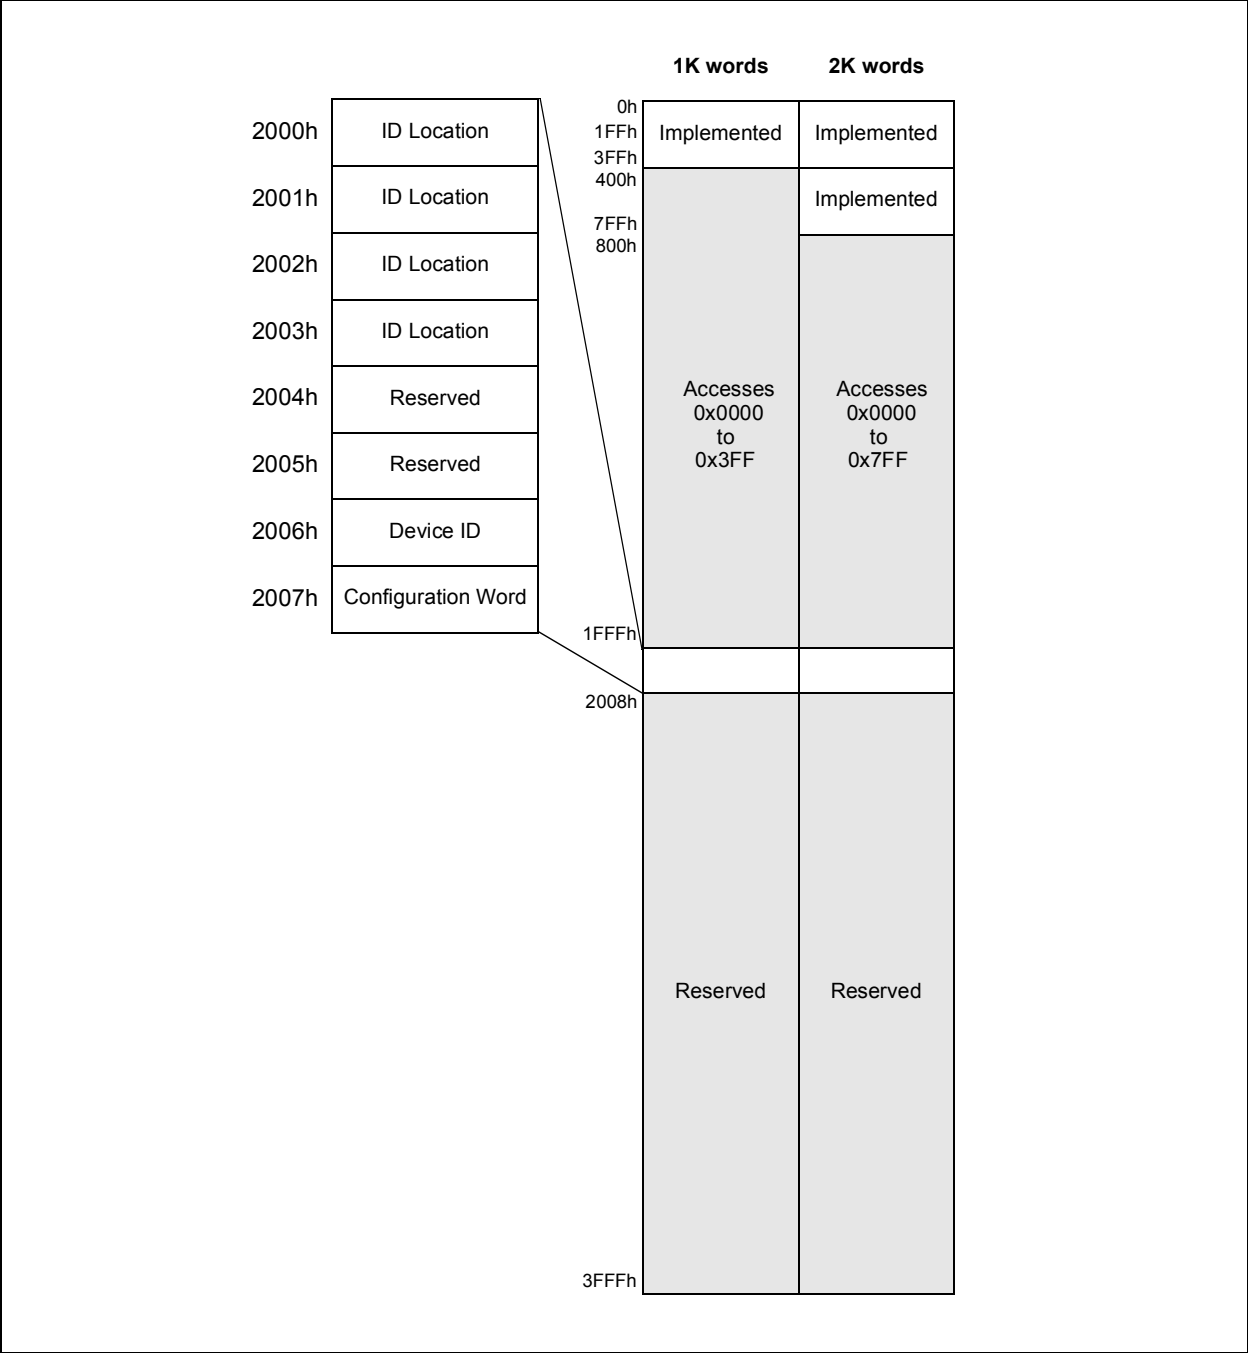 1K words 2K words
2000h ID Location
2001h ID Location
2002h ID Location
2003h ID Location
2004h Reserved
2005h Reserved
2006h Device ID
2007h Configuration Word
0h
1FFh
3FFh
400h
7FFh
800h
1FFFh
2008h
3FFFh
Implemented
Accesses
0x0000
to
0x3FF
Reserved
Implemented
Implemented
Accesses
0x0000
to
0x7FF
Reserved